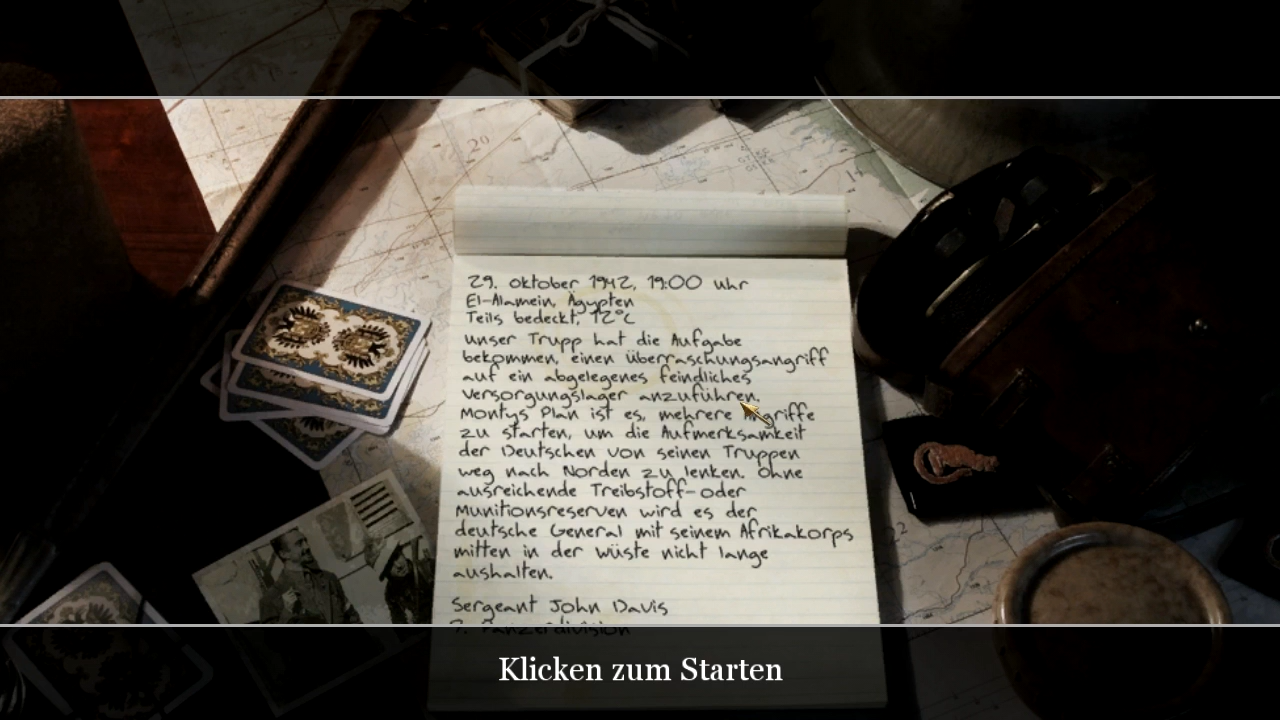 29. Oktober 1942, 19:00 Uhr
El-Alamein, Ägypten
Teils bedeckt, 12°C
Unser Trupp hat die Aufgabe
bekommen, einen Überraschungsangriff
auf ein abgelegenes feindliches
Versorgungslager anzuführen.
Montys Plan ist es, mehrere Angriffe
zu starten, um die Aufmerksamkeit
der Deutschen von seinen Truppen
weg nach Norden zu lenken. Ohne
ausreichende Treibstoff- oder
Munitionsreserven wird es der
deutsche General mit seinem Afrikakorps
mitten in der Wüste nicht lange
aushalten.
Sergeant John Davis
7. Panzerdivision
Klicken zum Starten